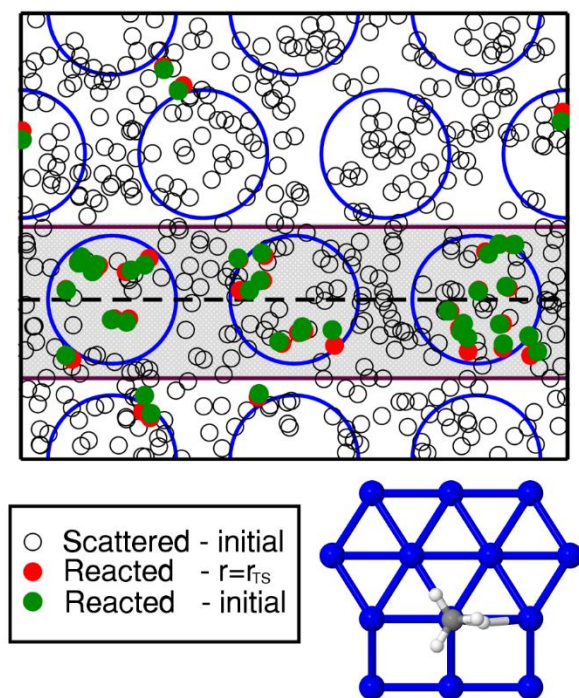 Scattered - initial
Reacted - r=rTS
Reacted - initial